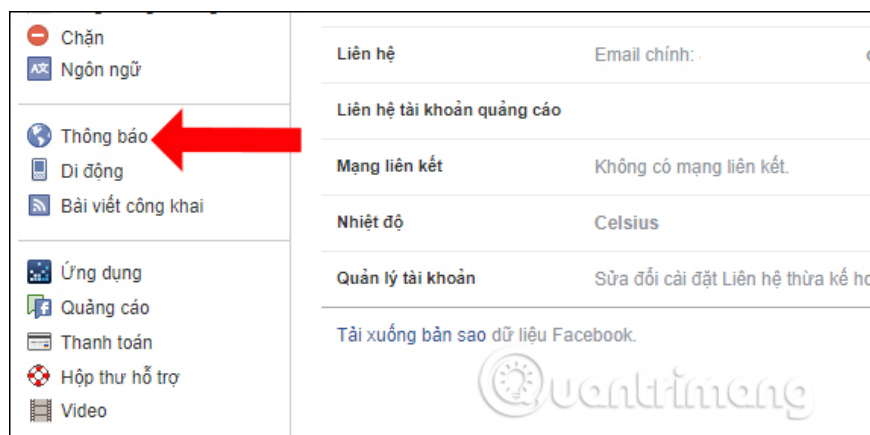 Chặn
Ngôn ngữ
Thông báo
Di động
Bài viết công khai
Ứng dụng
Quảng cáo
Thanh toán
Hộp thư hỗ trợ
Video
Liên hệ Email chính:
Liên hệ tài khoản quảng cáo
Mạng liên kết Không có mạng liên kết.
Nhiệt độ Celsius
Quản lý tài khoản Sửa đổi cài đặt Liên hệ thừa kế
Tải xuống bản sao dữ liệu Facebook.
Quantrimang